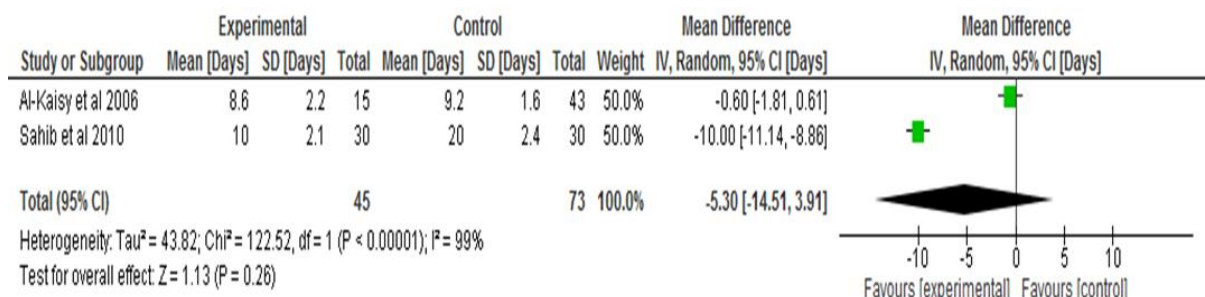 Experimental Control Mean Difference Mean Difference
Study or Subgroup Mean [Days] SD [Days] Total Mean [Days] SD [Days] Total Weight IV, Random, 95% CI [Days] IV, Random, 95% CI [Days]
Al-Kaisy et al 2006 8.6 2.2 15 9.2 1.6 43 50.0% -0.60 [-1.81, 0.61]
Sahib et al 2010 10 2.1 30 20 2.4 30 50.0% -10.00 [-11.14, -8.86]
Total (95% CI) 45 73 100.0% -5.30 [-14.51, 3.91]
Heterogeneity: Tau² = 43.82; Chi² = 122.52, df = 1 (P < 0.00001); I² = 99%
Test for overall effect: Z = 1.13 (P = 0.26)
-10 -5 0 5 10
Favours [experimental] Favours [control]